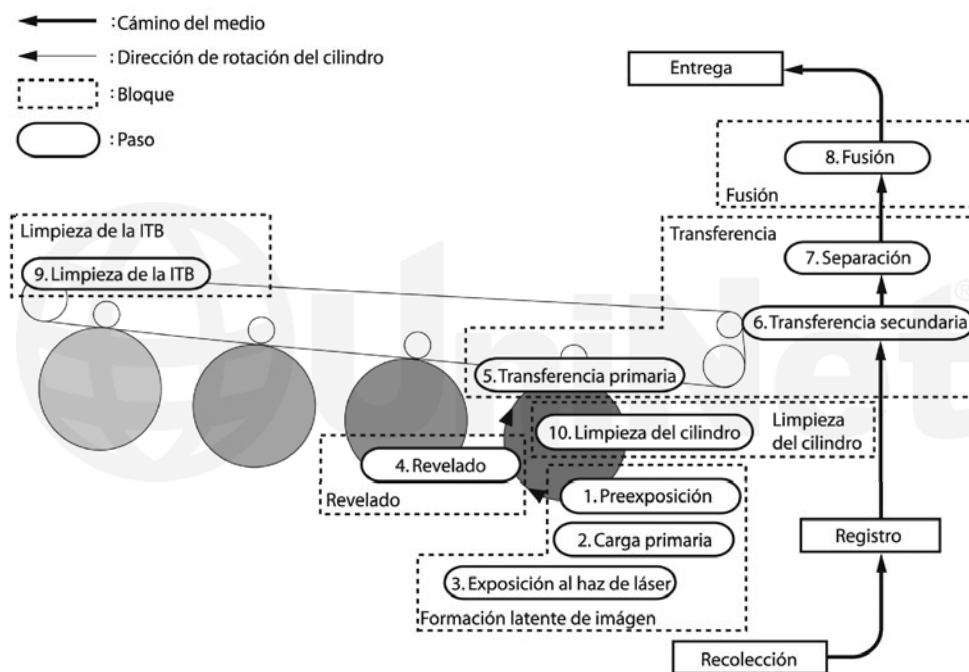 : Cámino del medio
: Dirección de rotación del cilindro
: Bloque
: Paso
Entrega
8. Fusión
Fusión
Limpieza de la ITB
9. Limpieza de la ITB
Transferencia
7. Separación
6. Transferencia secundaria
5. Transferencia primaria
10. Limpieza del cilindro
Limpieza
del cilindro
4. Revelado
Revelado
1. Preexposición
2. Carga primaria
3. Exposición al haz de láser
Formación latente de imágen
Registro
Recolección
UniNet®